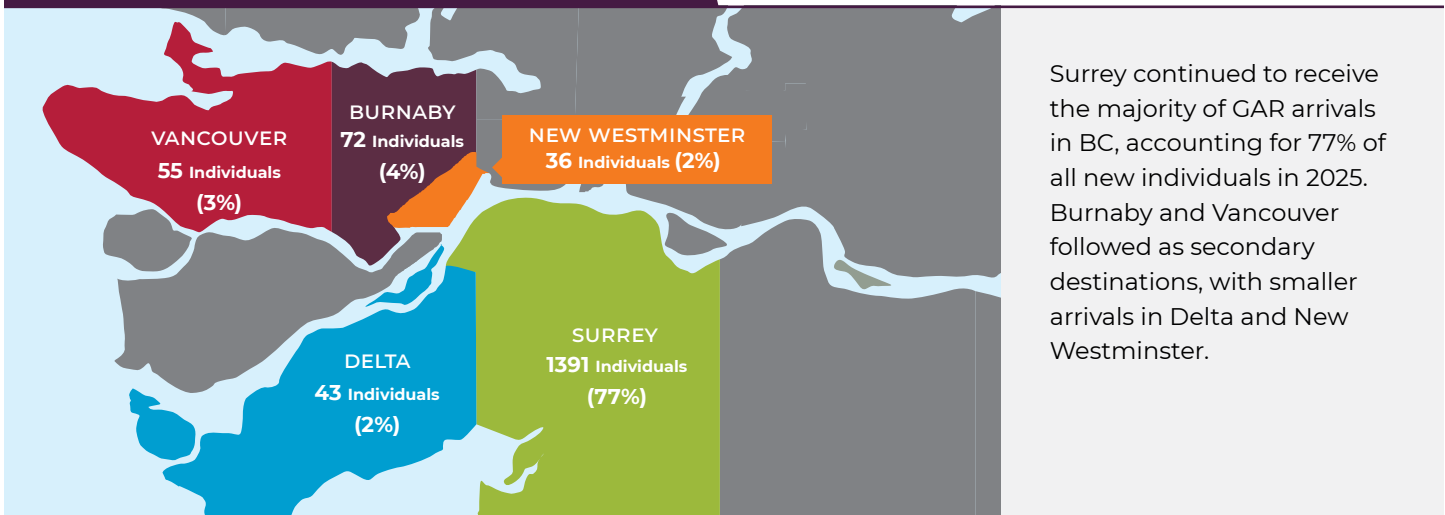 VANCOUVER
55 Individuals
(3%)
BURNABY
72 Individuals
(4%)
NEW WESTMINSTER
36 Individuals (2%)
DELTA
43 Individuals
(2%)
SURREY
1391 Individuals
(77%)
Surrey continued to receive
the majority of GAR arrivals
in BC, accounting for 77% of
all new individuals in 2025.
Burnaby and Vancouver
followed as secondary
destinations, with smaller
arrivals in Delta and New
Westminster.